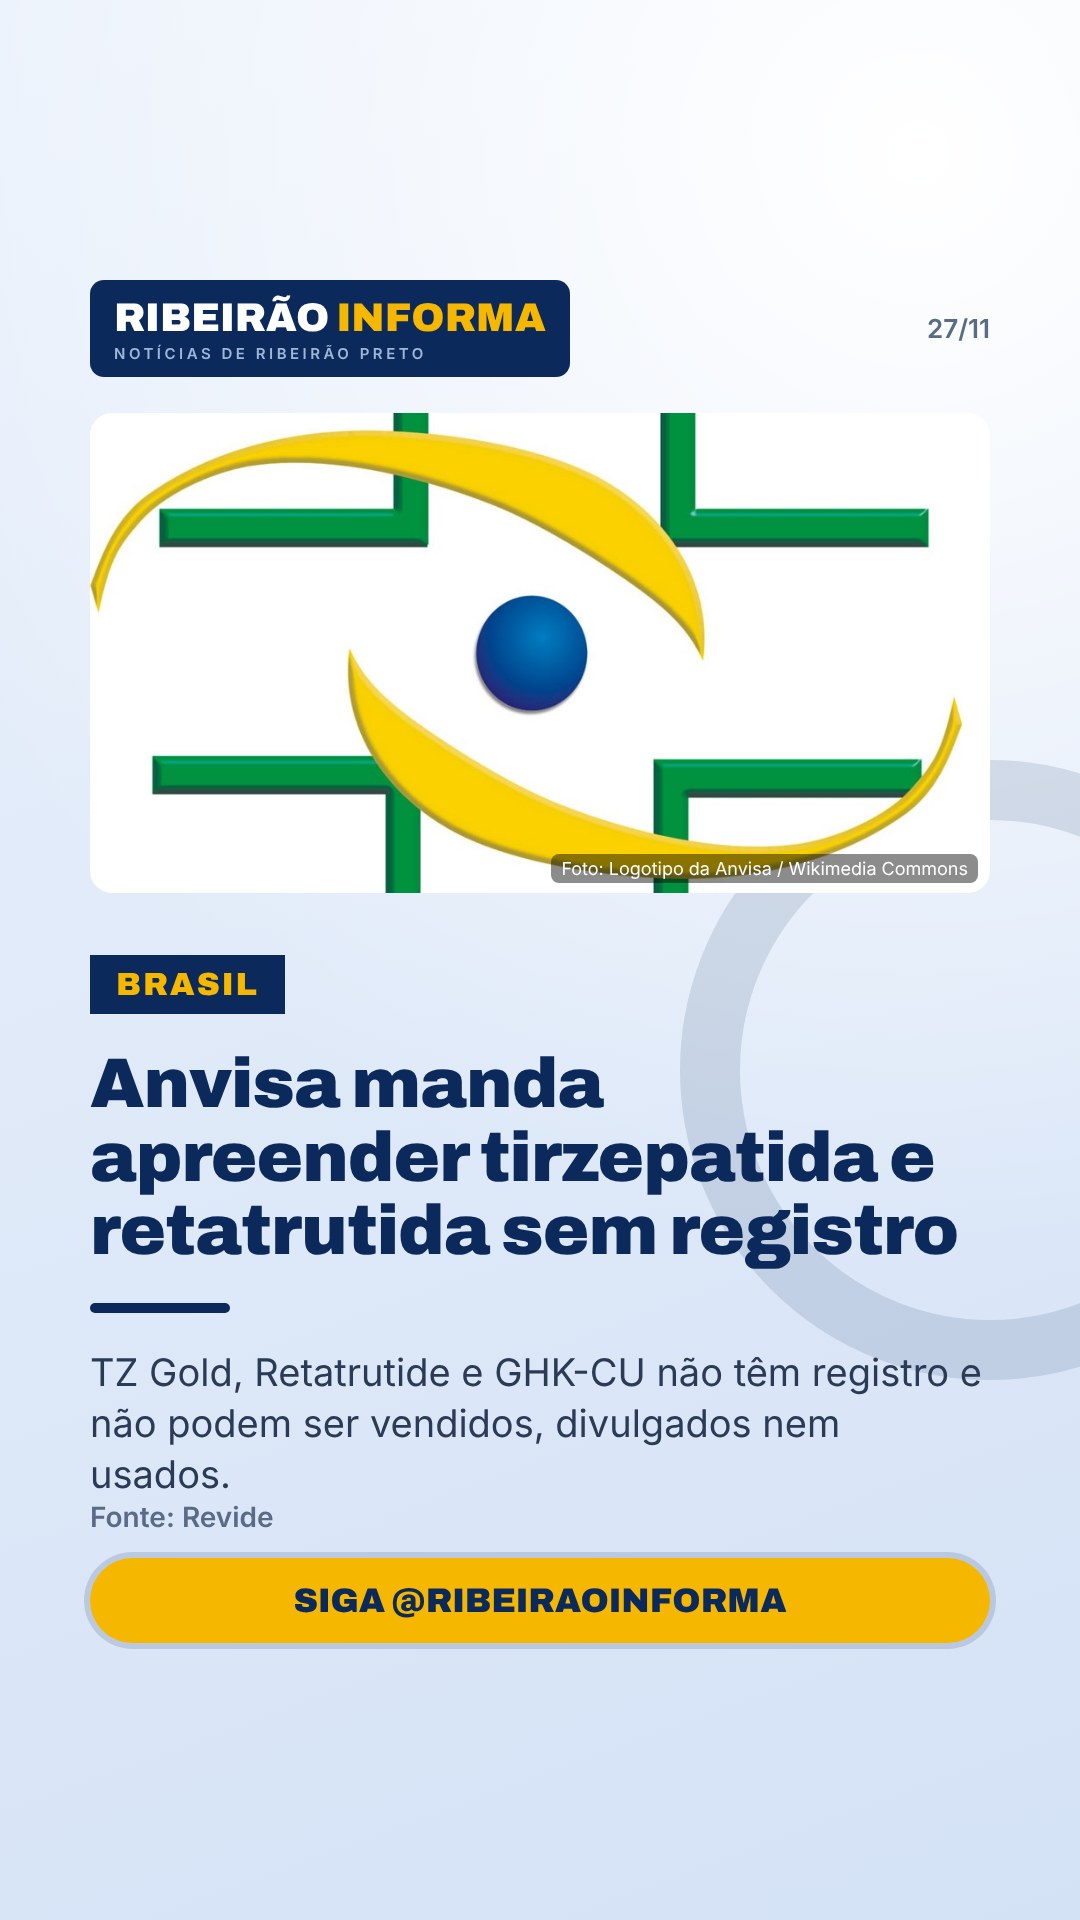 RIBEIRÃO INFORMA
NOTÍCIAS DE RIBEIRÃO PRETO
27/11
Foto: Logotipo da Anvisa / Wikimedia Commons
BRASIL
Anvisa manda
apreender tirzepatida e
retatrutida sem registro
TZ Gold, Retatrutide e GHK-CU não têm registro e
não podem ser vendidos, divulgados nem
usados.
Fonte: Revide
SIGA @RIBEIRAOINFORMA